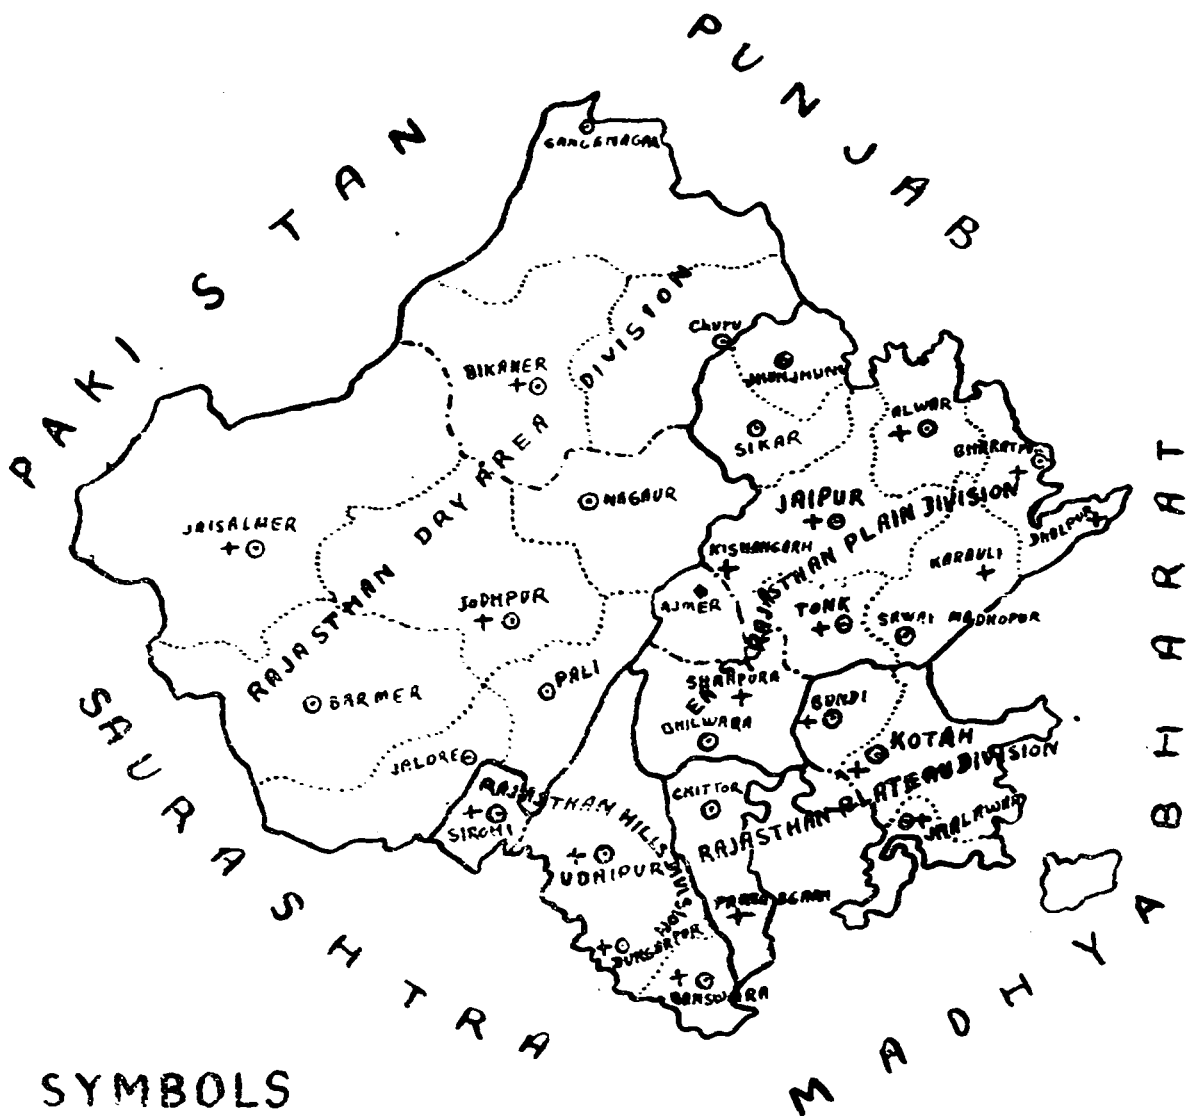 PUNJAB
PAKISTAN
GANGANAGAR
RAJASTHAN DRY AREA DIVISION
Churu
BIKANER
JHUNJHUNU
SIKAR
ALWAR
NAGAUR
JAIPUR
JAISALMER
RAJASTHAN PLAIN DIVISION
DHOLPUR
KISHANGARH
KARAULI
JODHPUR
AJMER
TONK
SAWAI MADHOPUR
BARMER
PALI
SHAHPURA
BUNDI
BHILWARA
KOTAH
JALORE
RAJASTHAN HILLS DIVISION
CHITTOR
RAJASTHAN PLATEAU DIVISION
SIROHI
JHALAWAR
UDAIPUR
DUNGARPUR
BANSWARA
SAURASHTRA
MADHYA BHARAT
SYMBOLS